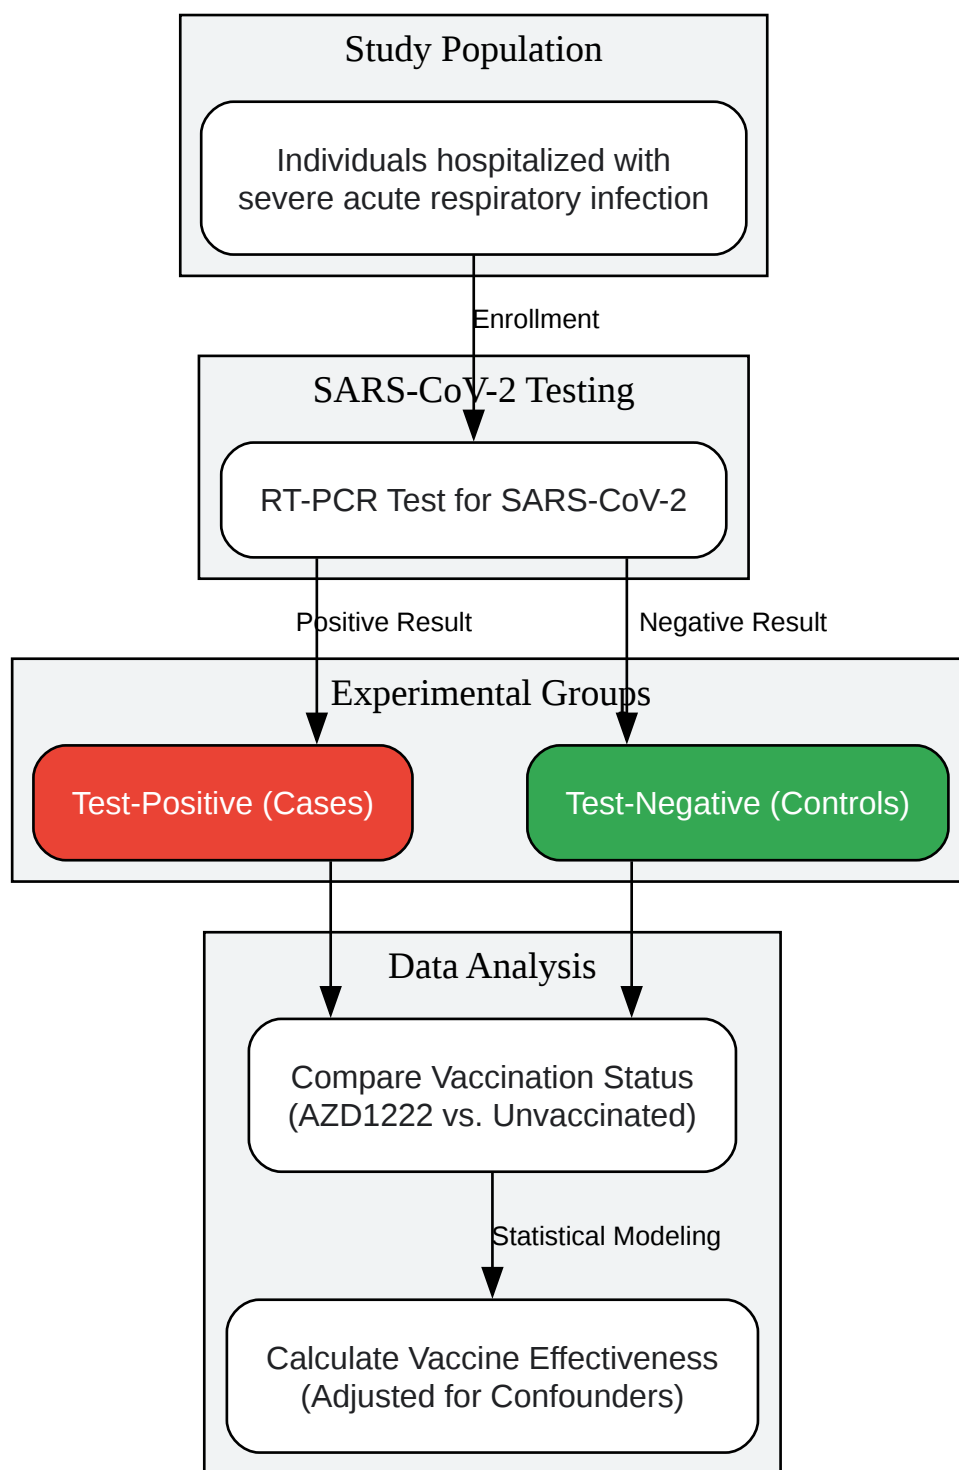 Study Population
Individuals hospitalized with
severe acute respiratory infection
Enrollment
SARS-CoV-2 Testing
RT-PCR Test for SARS-CoV-2
Positive Result
Negative Result
Experimental Groups
Test-Positive (Cases)
Test-Negative (Controls)
Data Analysis
Compare Vaccination Status
(AZD1222 vs. Unvaccinated)
Statistical Modeling
Calculate Vaccine Effectiveness
(Adjusted for Confounders)